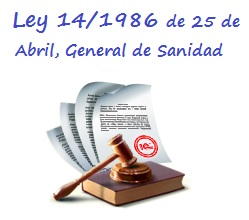 Ley 14/1986 de 25 de
Abril, General de Sanidad